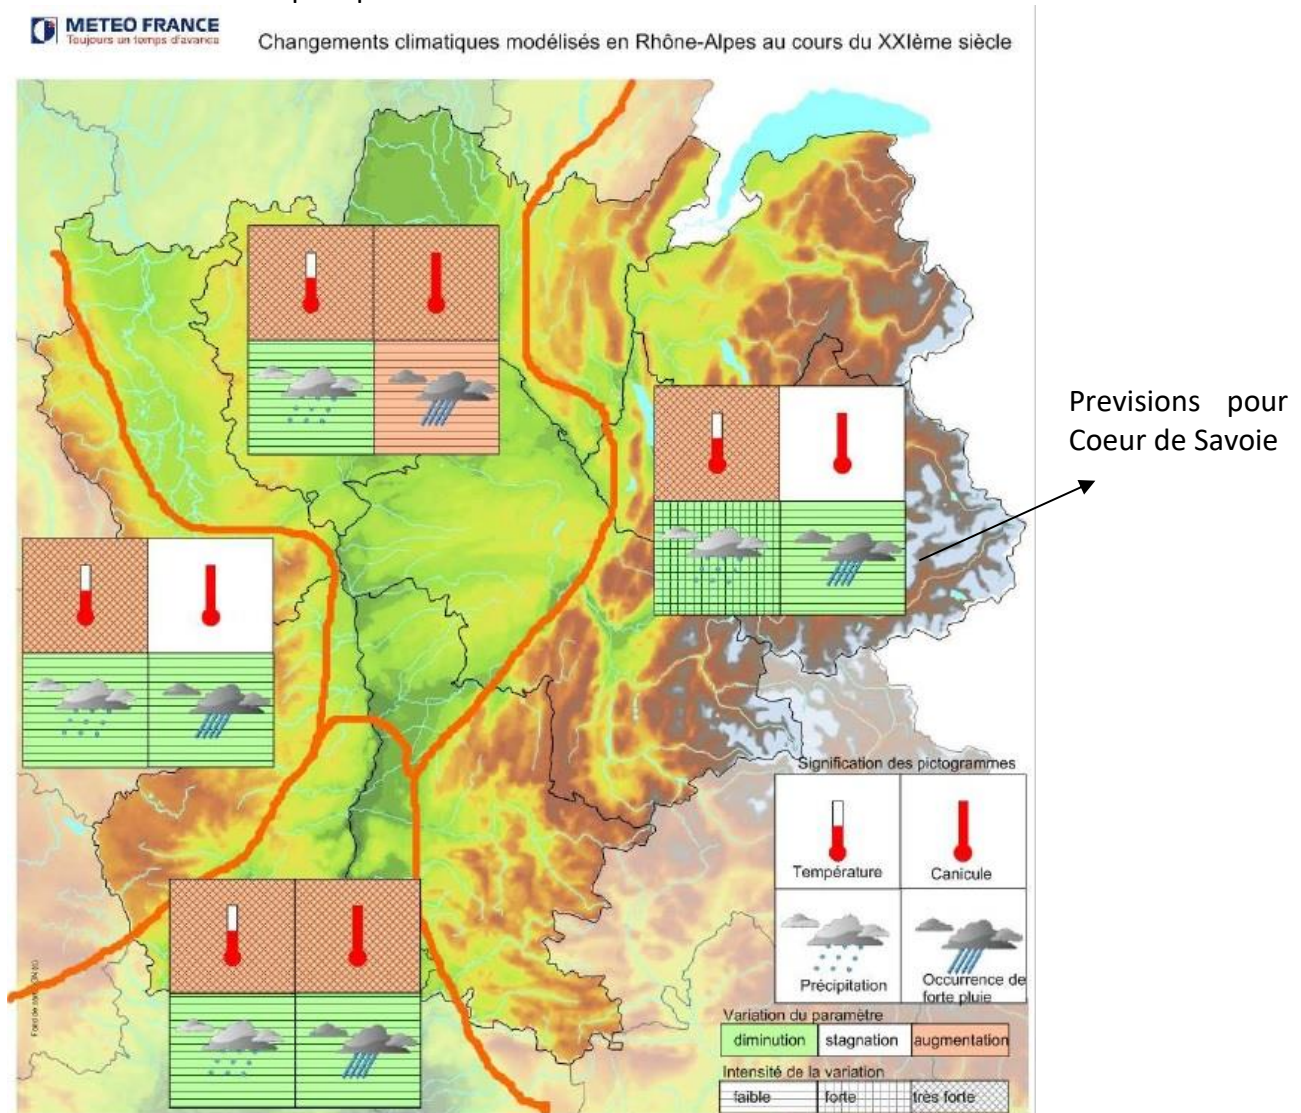 METEO FRANCE
Toujours un temps d'avance
Changements climatiques modélisés en Rhône-Alpes au cours du XXIème siècle
Previsions pour
Coeur de Savoie
Signification des pictogrammes
Température
Canicule
Précipitation
Occurrence de
forte pluie
Variation du paramètre
diminution
stagnation
augmentation
Intensité de la variation
faible
forte
très forte